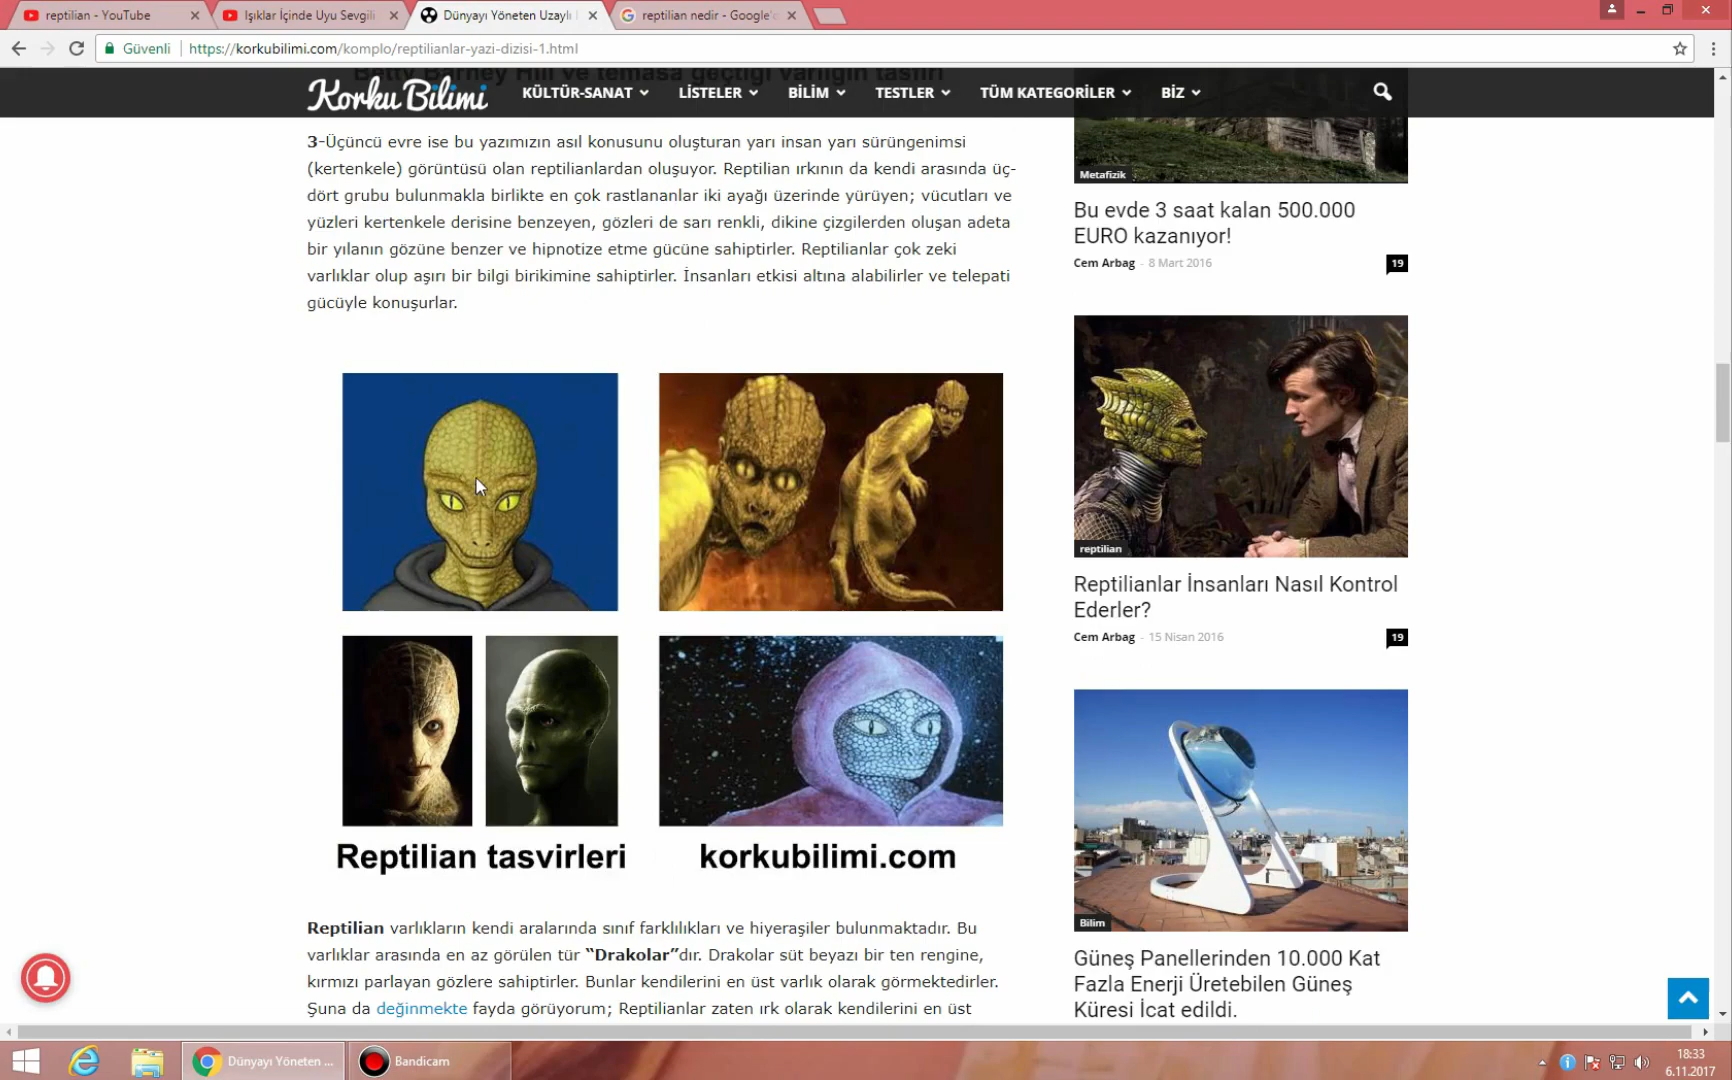 reptilian - YouTube
Işıklar İçinde Uyu Sevgili
Dünyayı Yöneten Uzaylı
reptilian nedir - Google'd
Güvenli
https://korkubilimi.com/komplo/reptilianlar-yazi-dizisi-1.html
Betty Barney Hill ve temasa geçtiği varlığın tasfiri
Korku Bilimi
KÜLTÜR-SANAT
LİSTELER
BİLİM
TESTLER
TÜM KATEGORİLER
BİZ
3-Üçüncü evre ise bu yazımızın asıl konusunu oluşturan yarı insan yarı sürüngenimsi
(kertenkele) görüntüsü olan reptilianlardan oluşuyor. Reptilian ırkının da kendi arasında üç-
dört grubu bulunmakla birlikte en çok rastlananlar iki ayağı üzerinde yürüyen; vücutları ve
yüzleri kertenkele derisine benzeyen, gözleri de sarı renkli, dikine çizgilerden oluşan adeta
bir yılanın gözüne benzer ve hipnotize etme gücüne sahiptirler. Reptilianlar çok zeki
varlıklar olup aşırı bir bilgi birikimine sahiptirler. İnsanları etkisi altına alabilirler ve telepati
gücüyle konuşurlar.
Reptilian tasvirleri
korkubilimi.com
Reptilian varlıkların kendi aralarında sınıf farklılıkları ve hiyeraşiler bulunmaktadır. Bu
varlıklar arasında en az görülen tür “Drakolar”dır. Drakolar süt beyazı bir ten rengine,
kırmızı parlayan gözlere sahiptirler. Bunlar kendilerini en üst varlık olarak görmektedirler.
Şuna da değinmekte fayda görüyorum; Reptilianlar zaten ırk olarak kendilerini en üst
Metafizik
Bu evde 3 saat kalan 500.000
EURO kazanıyor!
Cem Arbag - 8 Mart 2016
19
reptilian
Reptilianlar İnsanları Nasıl Kontrol
Ederler?
Cem Arbag - 15 Nisan 2016
19
Bilim
Güneş Panellerinden 10.000 Kat
Fazla Enerji Üretebilen Güneş
Küresi İcat edildi.
Dünyayı Yöneten ...
Bandicam
18:33
6.11.2017